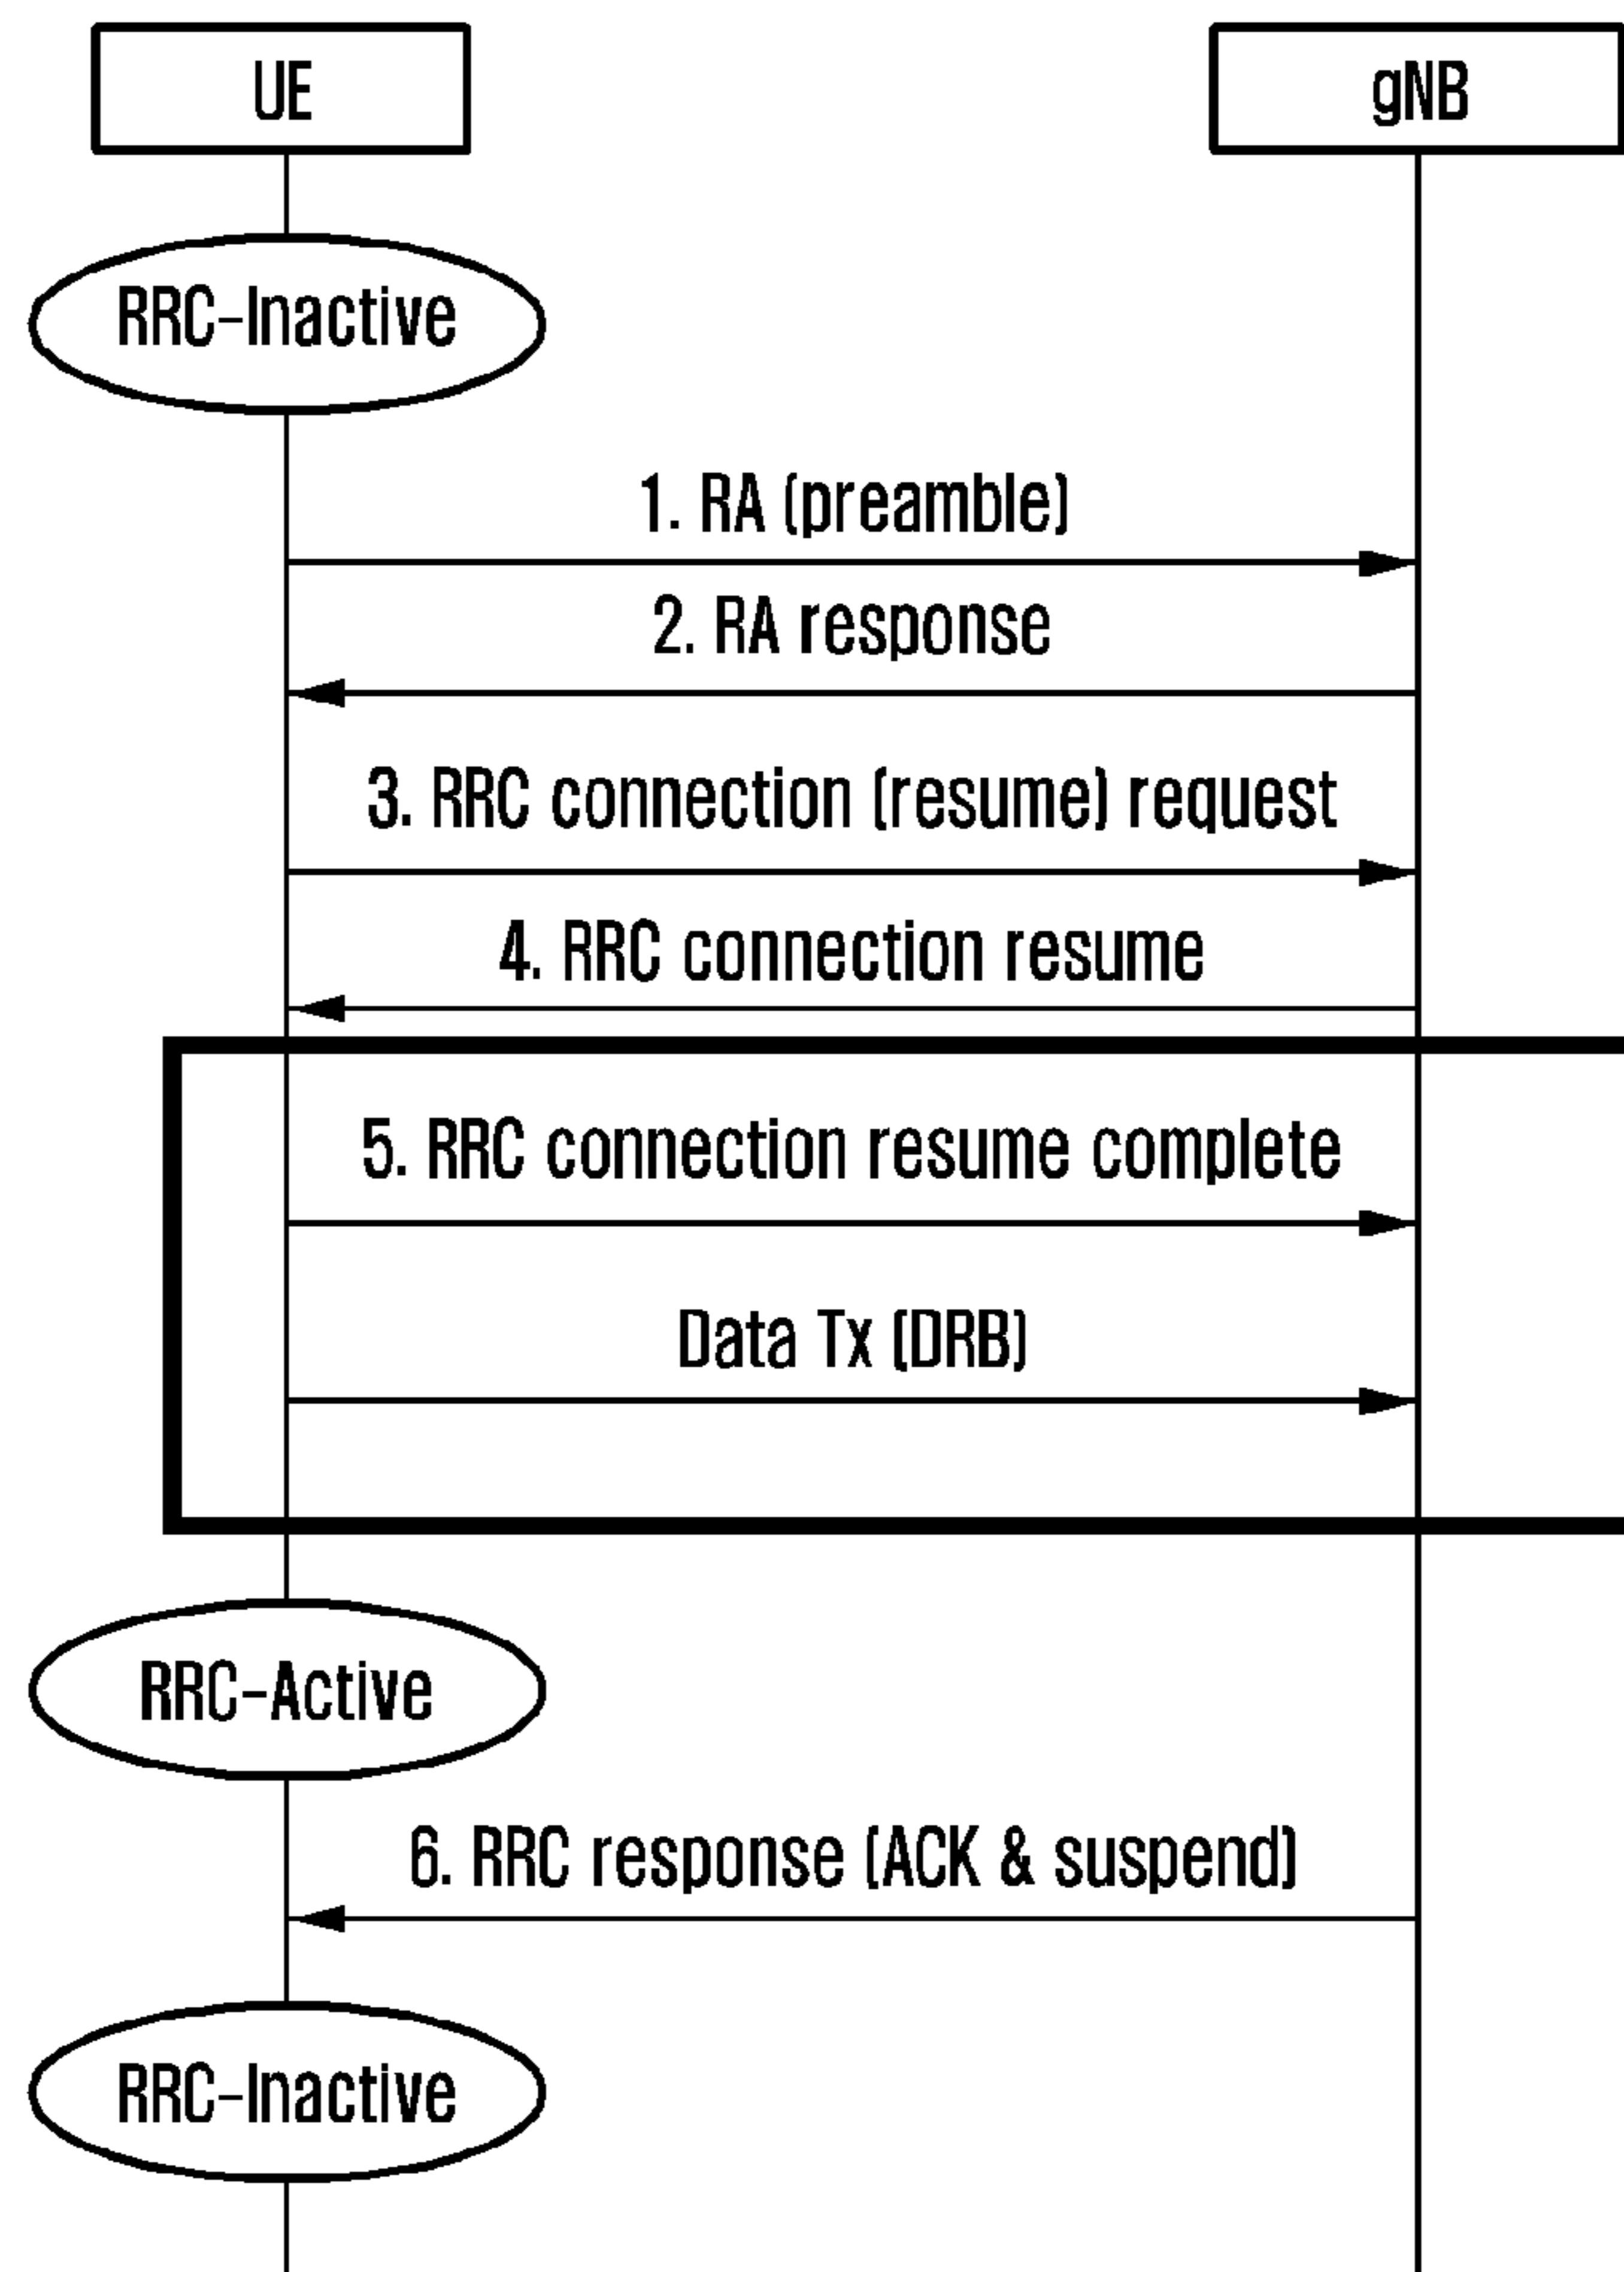 UE
gNB
RRC-Inactive
1. RA (preamble)
2. RA response
3. RRC connection (resume) request
4. RRC connection resume
5. RRC connection resume complete
Data Tx (DRB)
RRC-Active
6. RRC response (ACK & suspend)
RRC-Inactive